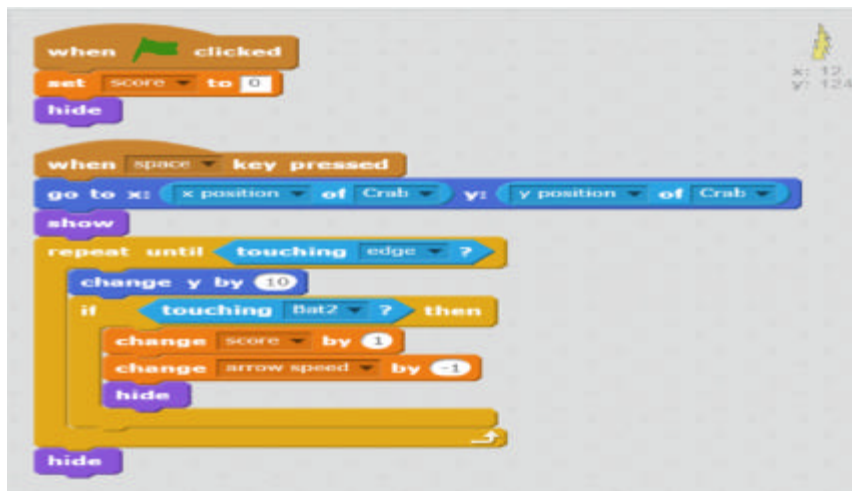 when clicked
set score to 0
hide
x: 12
y: 124
when space key pressed
go to x: x position of Crab y: y position of Crab
show
repeat until touching edge ?
change y by 10
if touching Bat2 ? then
change score by 1
change arrow speed by -1
hide
hide